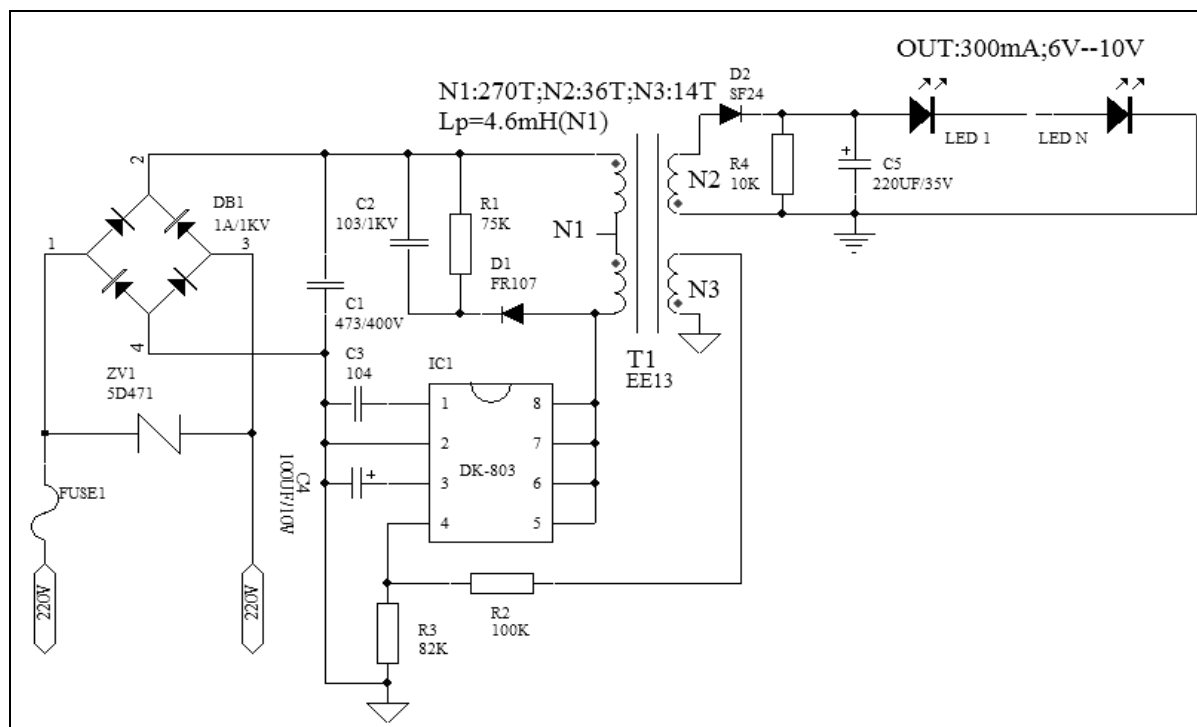 OUT:300mA;6V--10V
N1:270T;N2:36T;N3:14T
Lp=4.6mH(N1)
D2
SF24
LED 1
LED N
R4
10K
C5
220UF/35V
+
N2
2
DB1
1A/1KV
1
3
4
C2
103/1KV
R1
75K
N1
D1
FR107
N3
C1
473/400V
T1
EE13
ZV1
5D471
C3
104
IC1
1
8
2
7
DK-803
3
6
4
5
+
C4
100UF/10V
FUSE1
220V
220V
R2
100K
R3
82K